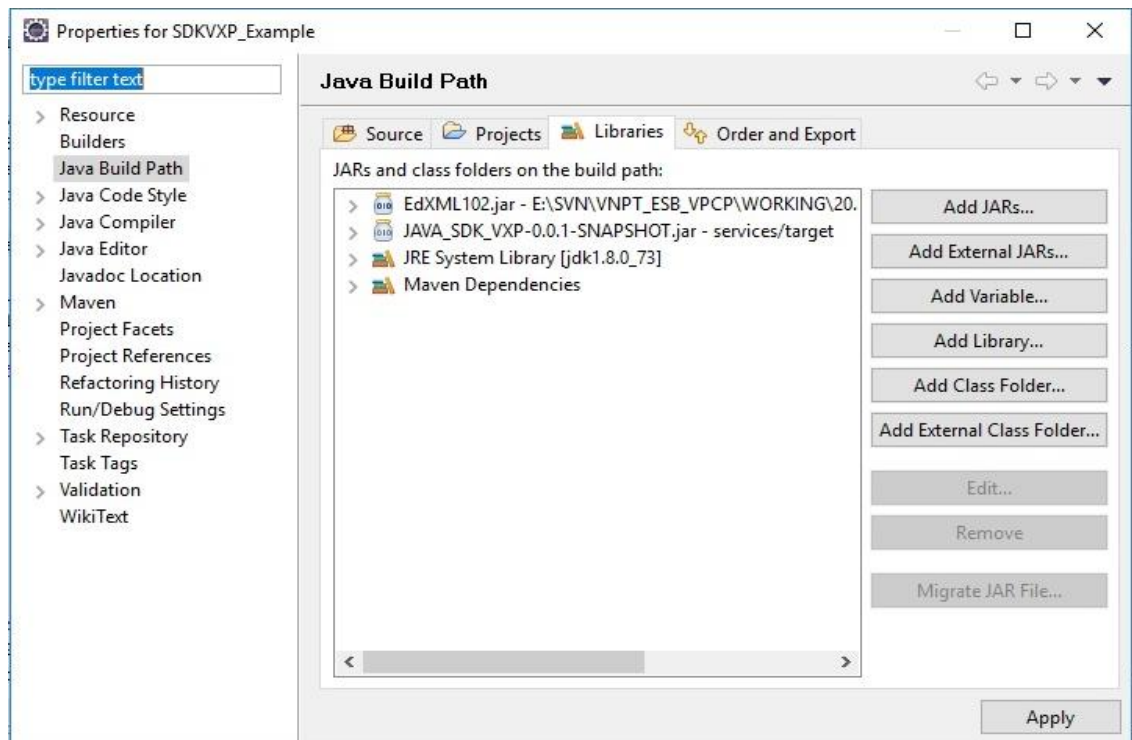 Properties for SDKVXP_Example
type filter text
Resource
Builders
Java Build Path
Java Code Style
Java Compiler
Java Editor
Javadoc Location
Maven
Project Facets
Project References
Refactoring History
Run/Debug Settings
Task Repository
Task Tags
Validation
WikiText
Java Build Path
Source Projects Libraries Order and Export
JARs and class folders on the build path:
EdXML102.jar - E:\SVN\VNPT_ESB_VPCP\WORKING\20.
JAVA_SDK_VXP-0.0.1-SNAPSHOT.jar - services/target
JRE System Library [jdk1.8.0_73]
Maven Dependencies
Add JARs...
Add External JARs...
Add Variable...
Add Library...
Add Class Folder...
Add External Class Folder...
Edit...
Remove
Migrate JAR File...
Apply